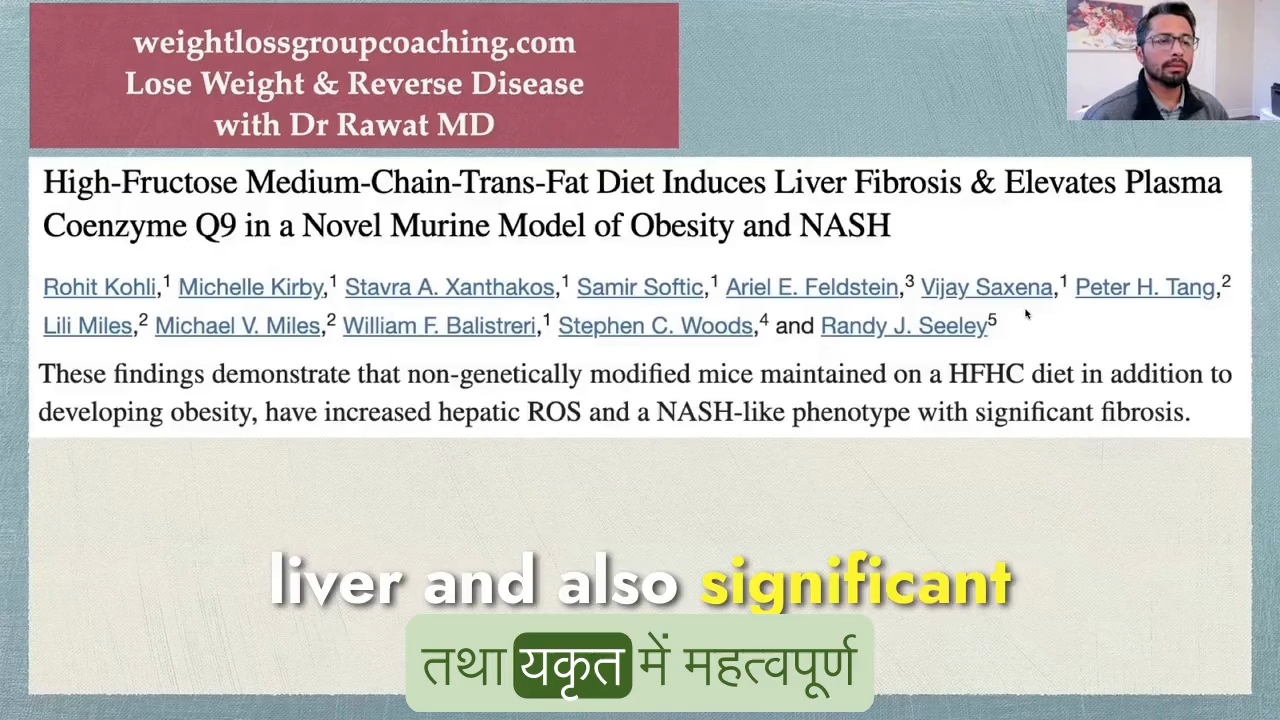 weightlossgroupcoaching.com
Lose Weight & Reverse Disease
with Dr Rawat MD
High-Fructose Medium-Chain-Trans-Fat Diet Induces Liver Fibrosis & Elevates Plasma
Coenzyme Q9 in a Novel Murine Model of Obesity and NASH
Rohit Kohli,1 Michelle Kirby,1 Stavra A. Xanthakos,1 Samir Softic,1 Ariel E. Feldstein,3 Vijay Saxena,1 Peter H. Tang,2
Lili Miles,2 Michael V. Miles,2 William F. Balistreri,1 Stephen C. Woods,4 and Randy J. Seeley5
These findings demonstrate that non-genetically modified mice maintained on a HFHC diet in addition to
developing obesity, have increased hepatic ROS and a NASH-like phenotype with significant fibrosis.
liver and also significant
तथा यकृत में महत्वपूर्ण